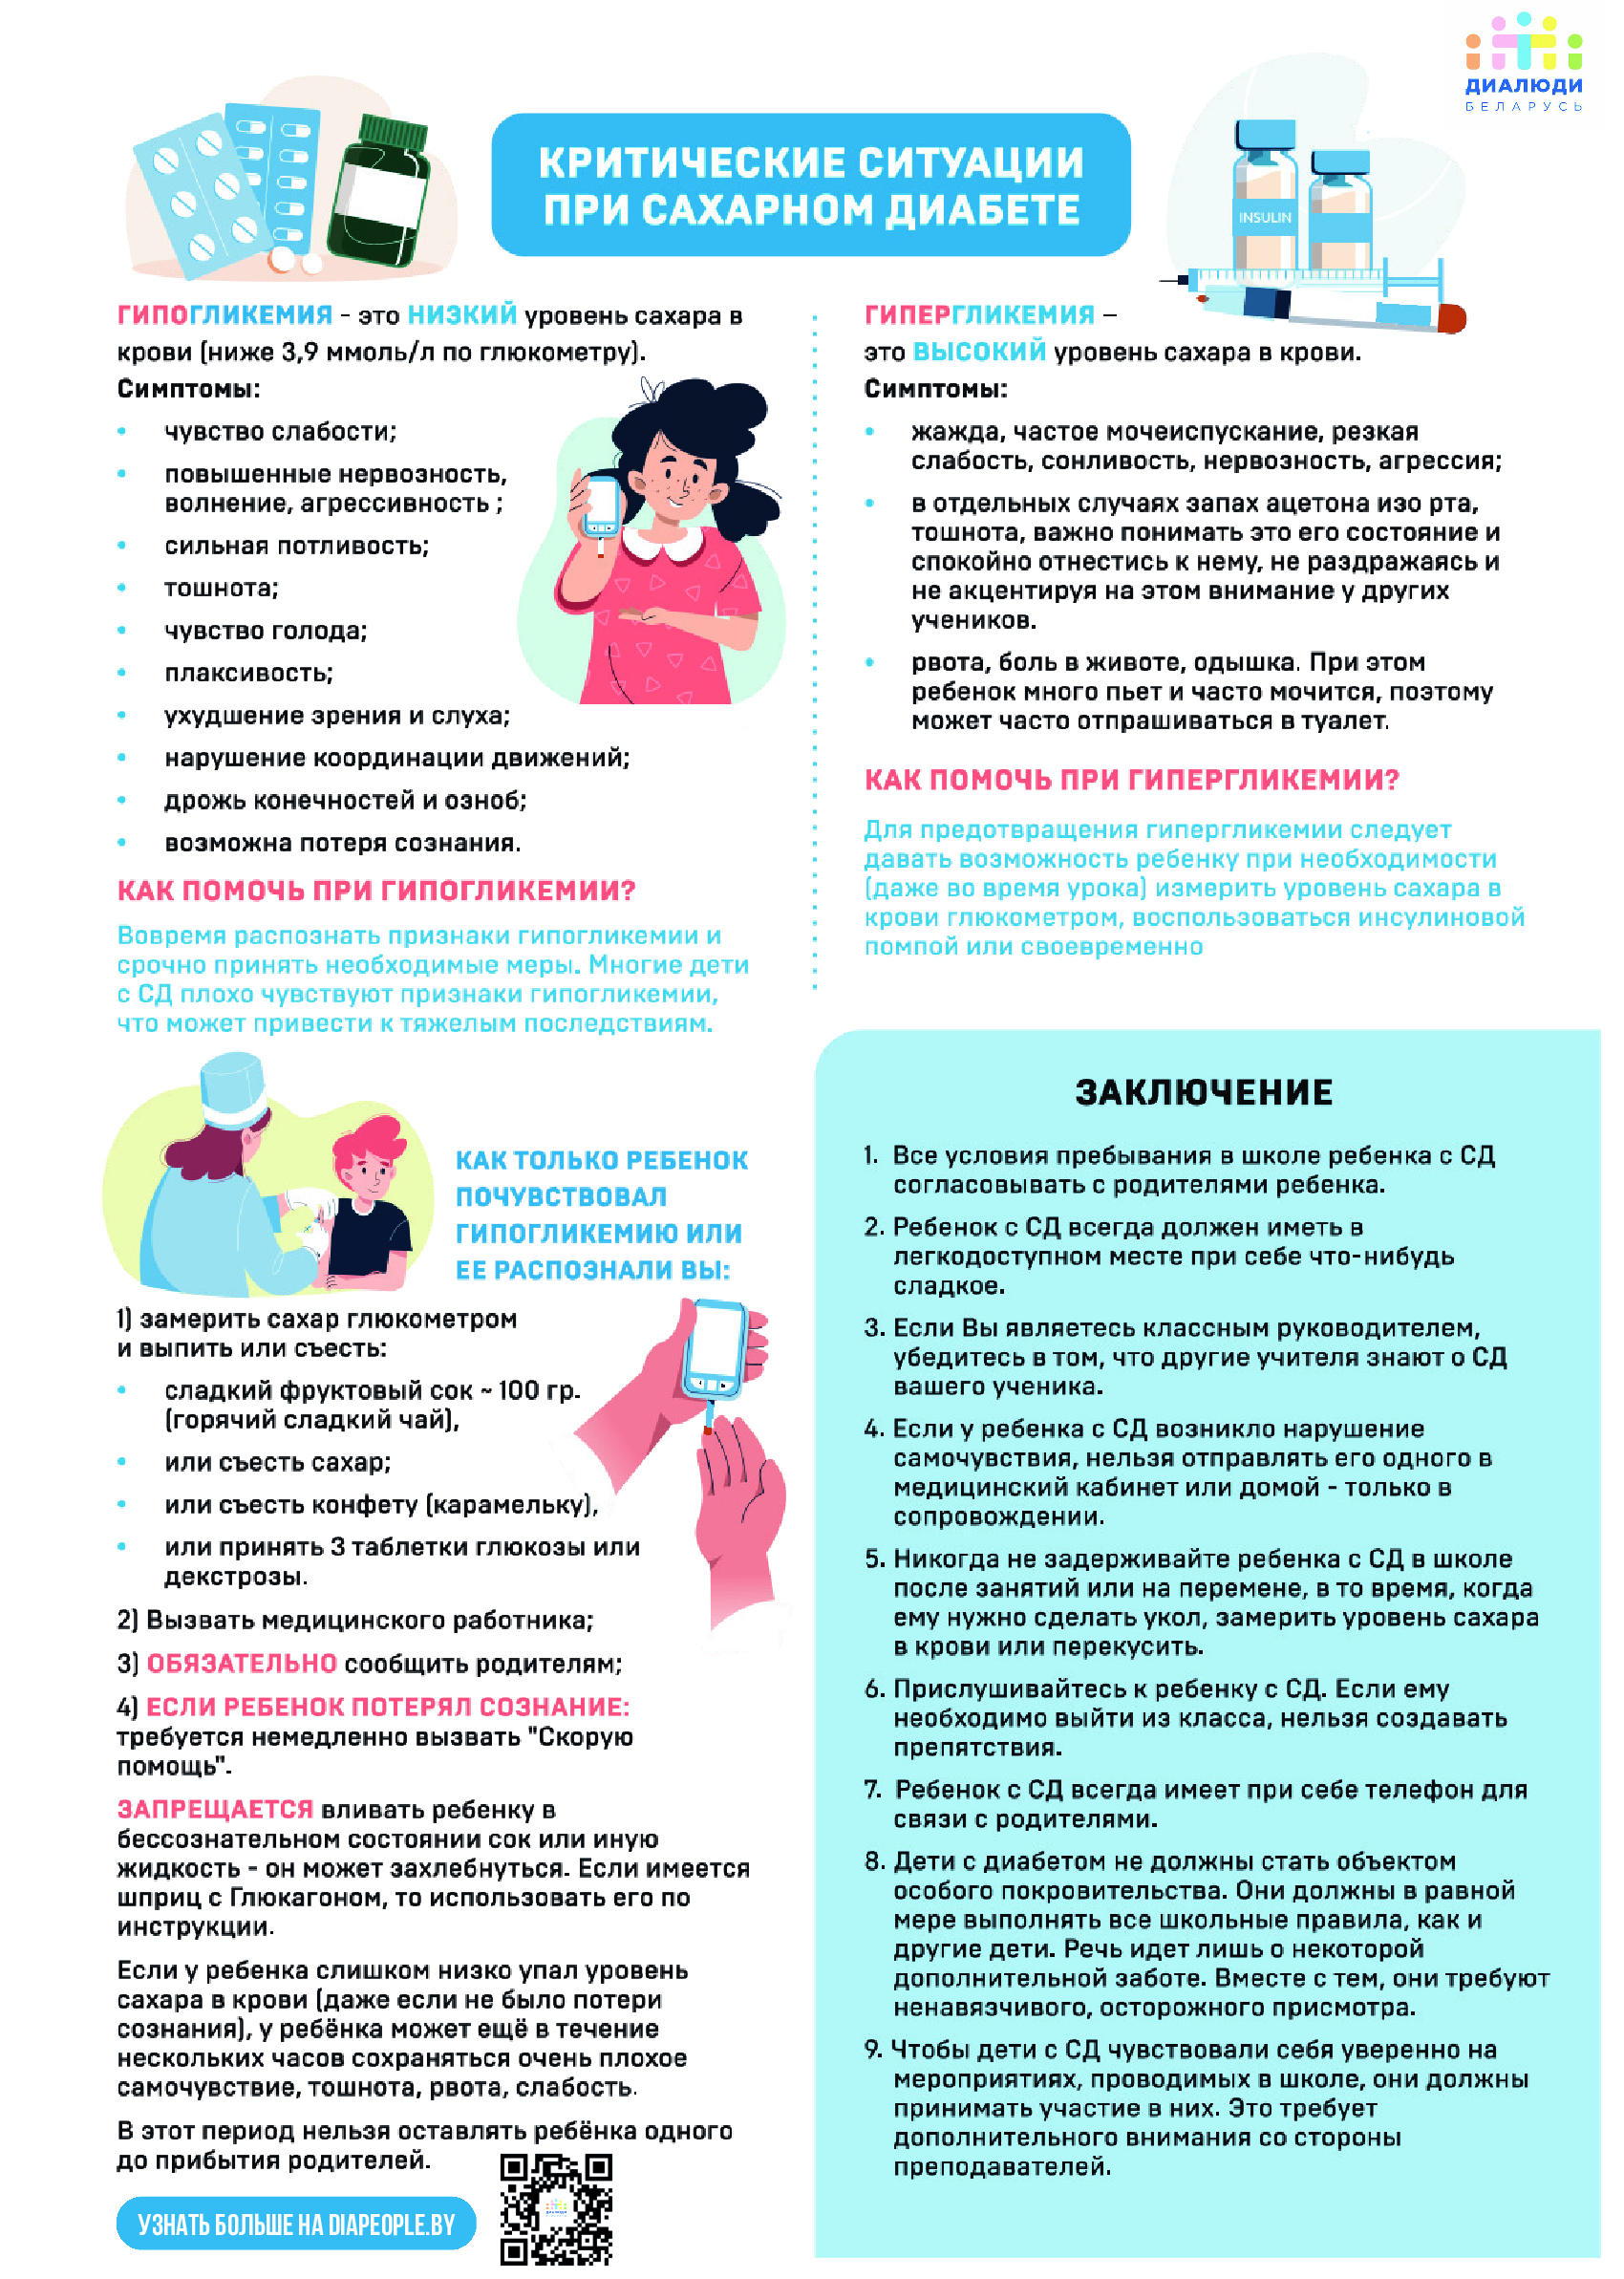 ДИАЛЮДИ
БЕЛАРУСЬ
КРИТИЧЕСКИЕ СИТУАЦИИ
ПРИ САХАРНОМ ДИАБЕТЕ
INSULIN
ГИПОГЛИКЕМИЯ - это НИЗКИЙ уровень сахара в
крови (ниже 3,9 ммоль/л по глюкометру).
Симптомы:
• чувство слабости;
• повышенные нервозность,
волнение, агрессивность ;
• сильная потливость;
• тошнота;
• чувство голода;
• плаксивость;
• ухудшение зрения и слуха;
• нарушение координации движений;
• дрожь конечностей и озноб;
• возможна потеря сознания.
КАК ПОМОЧЬ ПРИ ГИПОГЛИКЕМИИ?
Вовремя распознать признаки гипогликемии и
срочно принять необходимые меры. Многие дети
с СД плохо чувствуют признаки гипогликемии,
что может привести к тяжелым последствиям.
КАК ТОЛЬКО РЕБЕНОК
ПОЧУВСТВОВАЛ
ГИПОГЛИКЕМИЮ ИЛИ
ЕЕ РАСПОЗНАЛИ ВЫ:
1) замерить сахар глюкометром
и выпить или съесть:
• сладкий фруктовый сок ~ 100 гр.
(горячий сладкий чай),
• или съесть сахар;
• или съесть конфету (карамельку),
• или принять 3 таблетки глюкозы или
декстрозы.
2) Вызвать медицинского работника;
3) ОБЯЗАТЕЛЬНО сообщить родителям;
4) ЕСЛИ РЕБЕНОК ПОТЕРЯЛ СОЗНАНИЕ:
требуется немедленно вызвать "Скорую
помощь".
ЗАПРЕЩАЕТСЯ вливать ребенку в
бессознательном состоянии сок или иную
жидкость - он может захлебнуться. Если имеется
шприц с Глюкагоном, то использовать его по
инструкции.
Если у ребенка слишком низко упал уровень
сахара в крови (даже если не было потери
сознания), у ребёнка может ещё в течение
нескольких часов сохраняться очень плохое
самочувствие, тошнота, рвота, слабость.
В этот период нельзя оставлять ребёнка одного
до прибытия родителей.
УЗНАТЬ БОЛЬШЕ НА DIAPEOPLE.BY
ДИАЛЮДИ
ГИПЕРГЛИКЕМИЯ –
это ВЫСОКИЙ уровень сахара в крови.
Симптомы:
• жажда, частое мочеиспускание, резкая
слабость, сонливость, нервозность, агрессия;
• в отдельных случаях запах ацетона изо рта,
тошнота, важно понимать это его состояние и
спокойно отнестись к нему, не раздражаясь и
не акцентируя на этом внимание у других
учеников.
• рвота, боль в животе, одышка. При этом
ребенок много пьет и часто мочится, поэтому
может часто отпрашиваться в туалет.
КАК ПОМОЧЬ ПРИ ГИПЕРГЛИКЕМИИ?
Для предотвращения гипергликемии следует
давать возможность ребенку при необходимости
(даже во время урока) измерить уровень сахара в
крови глюкометром, воспользоваться инсулиновой
помпой или своевременно
ЗАКЛЮЧЕНИЕ
1. Все условия пребывания в школе ребенка с СД
согласовывать с родителями ребенка.
2. Ребенок с СД всегда должен иметь в
легкодоступном месте при себе что-нибудь
сладкое.
3. Если Вы являетесь классным руководителем,
убедитесь в том, что другие учителя знают о СД
вашего ученика.
4. Если у ребенка с СД возникло нарушение
самочувствия, нельзя отправлять его одного в
медицинский кабинет или домой - только в
сопровождении.
5. Никогда не задерживайте ребенка с СД в школе
после занятий или на перемене, в то время, когда
ему нужно сделать укол, замерить уровень сахара
в крови или перекусить.
6. Прислушивайтесь к ребенку с СД. Если ему
необходимо выйти из класса, нельзя создавать
препятствия.
7. Ребенок с СД всегда имеет при себе телефон для
связи с родителями.
8. Дети с диабетом не должны стать объектом
особого покровительства. Они должны в равной
мере выполнять все школьные правила, как и
другие дети. Речь идет лишь о некоторой
дополнительной заботе. Вместе с тем, они требуют
ненавязчивого, осторожного присмотра.
9. Чтобы дети с СД чувствовали себя уверенно на
мероприятиях, проводимых в школе, они должны
принимать участие в них. Это требует
дополнительного внимания со стороны
преподавателей.